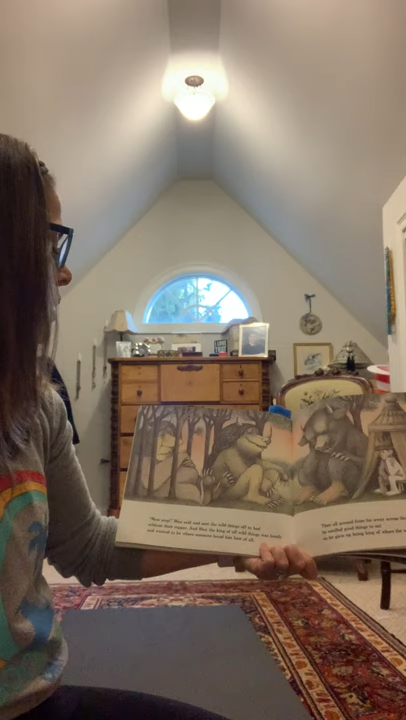 "Now stop!" Max said and sent the wild things off to bed
without their supper. And Max the king of all wild things was lonely
and wanted to be where someone loved him best of all.
Then all around from far away across the
he smelled good things to eat
so he gave up being king of where the